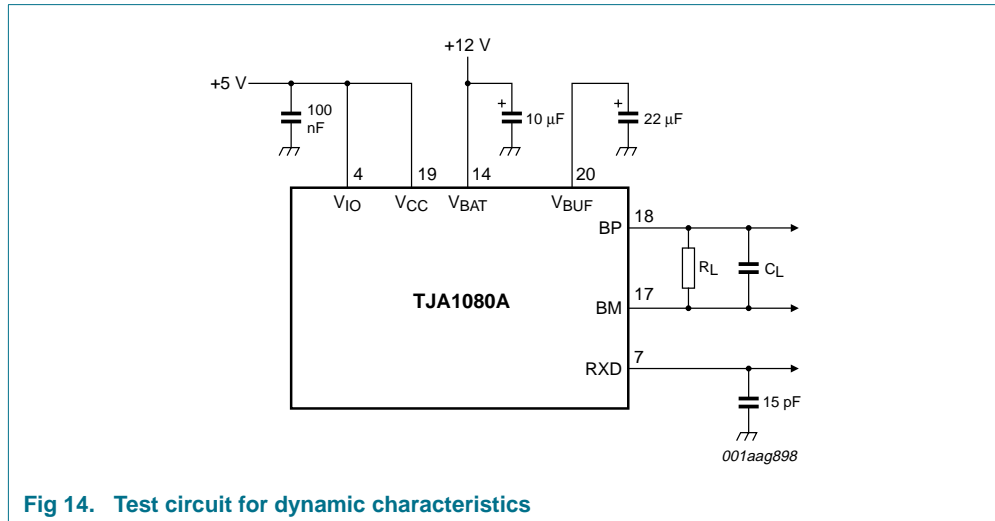 +12 V
+5 V
100
nF
+
10 μF
+
22 μF
4
19
14
20
VIO
VCC
VBAT
VBUF
BP
18
RL
CL
TJA1080A
BM
17
RXD
7
15 pF
001aag898
Fig 14. Test circuit for dynamic characteristics